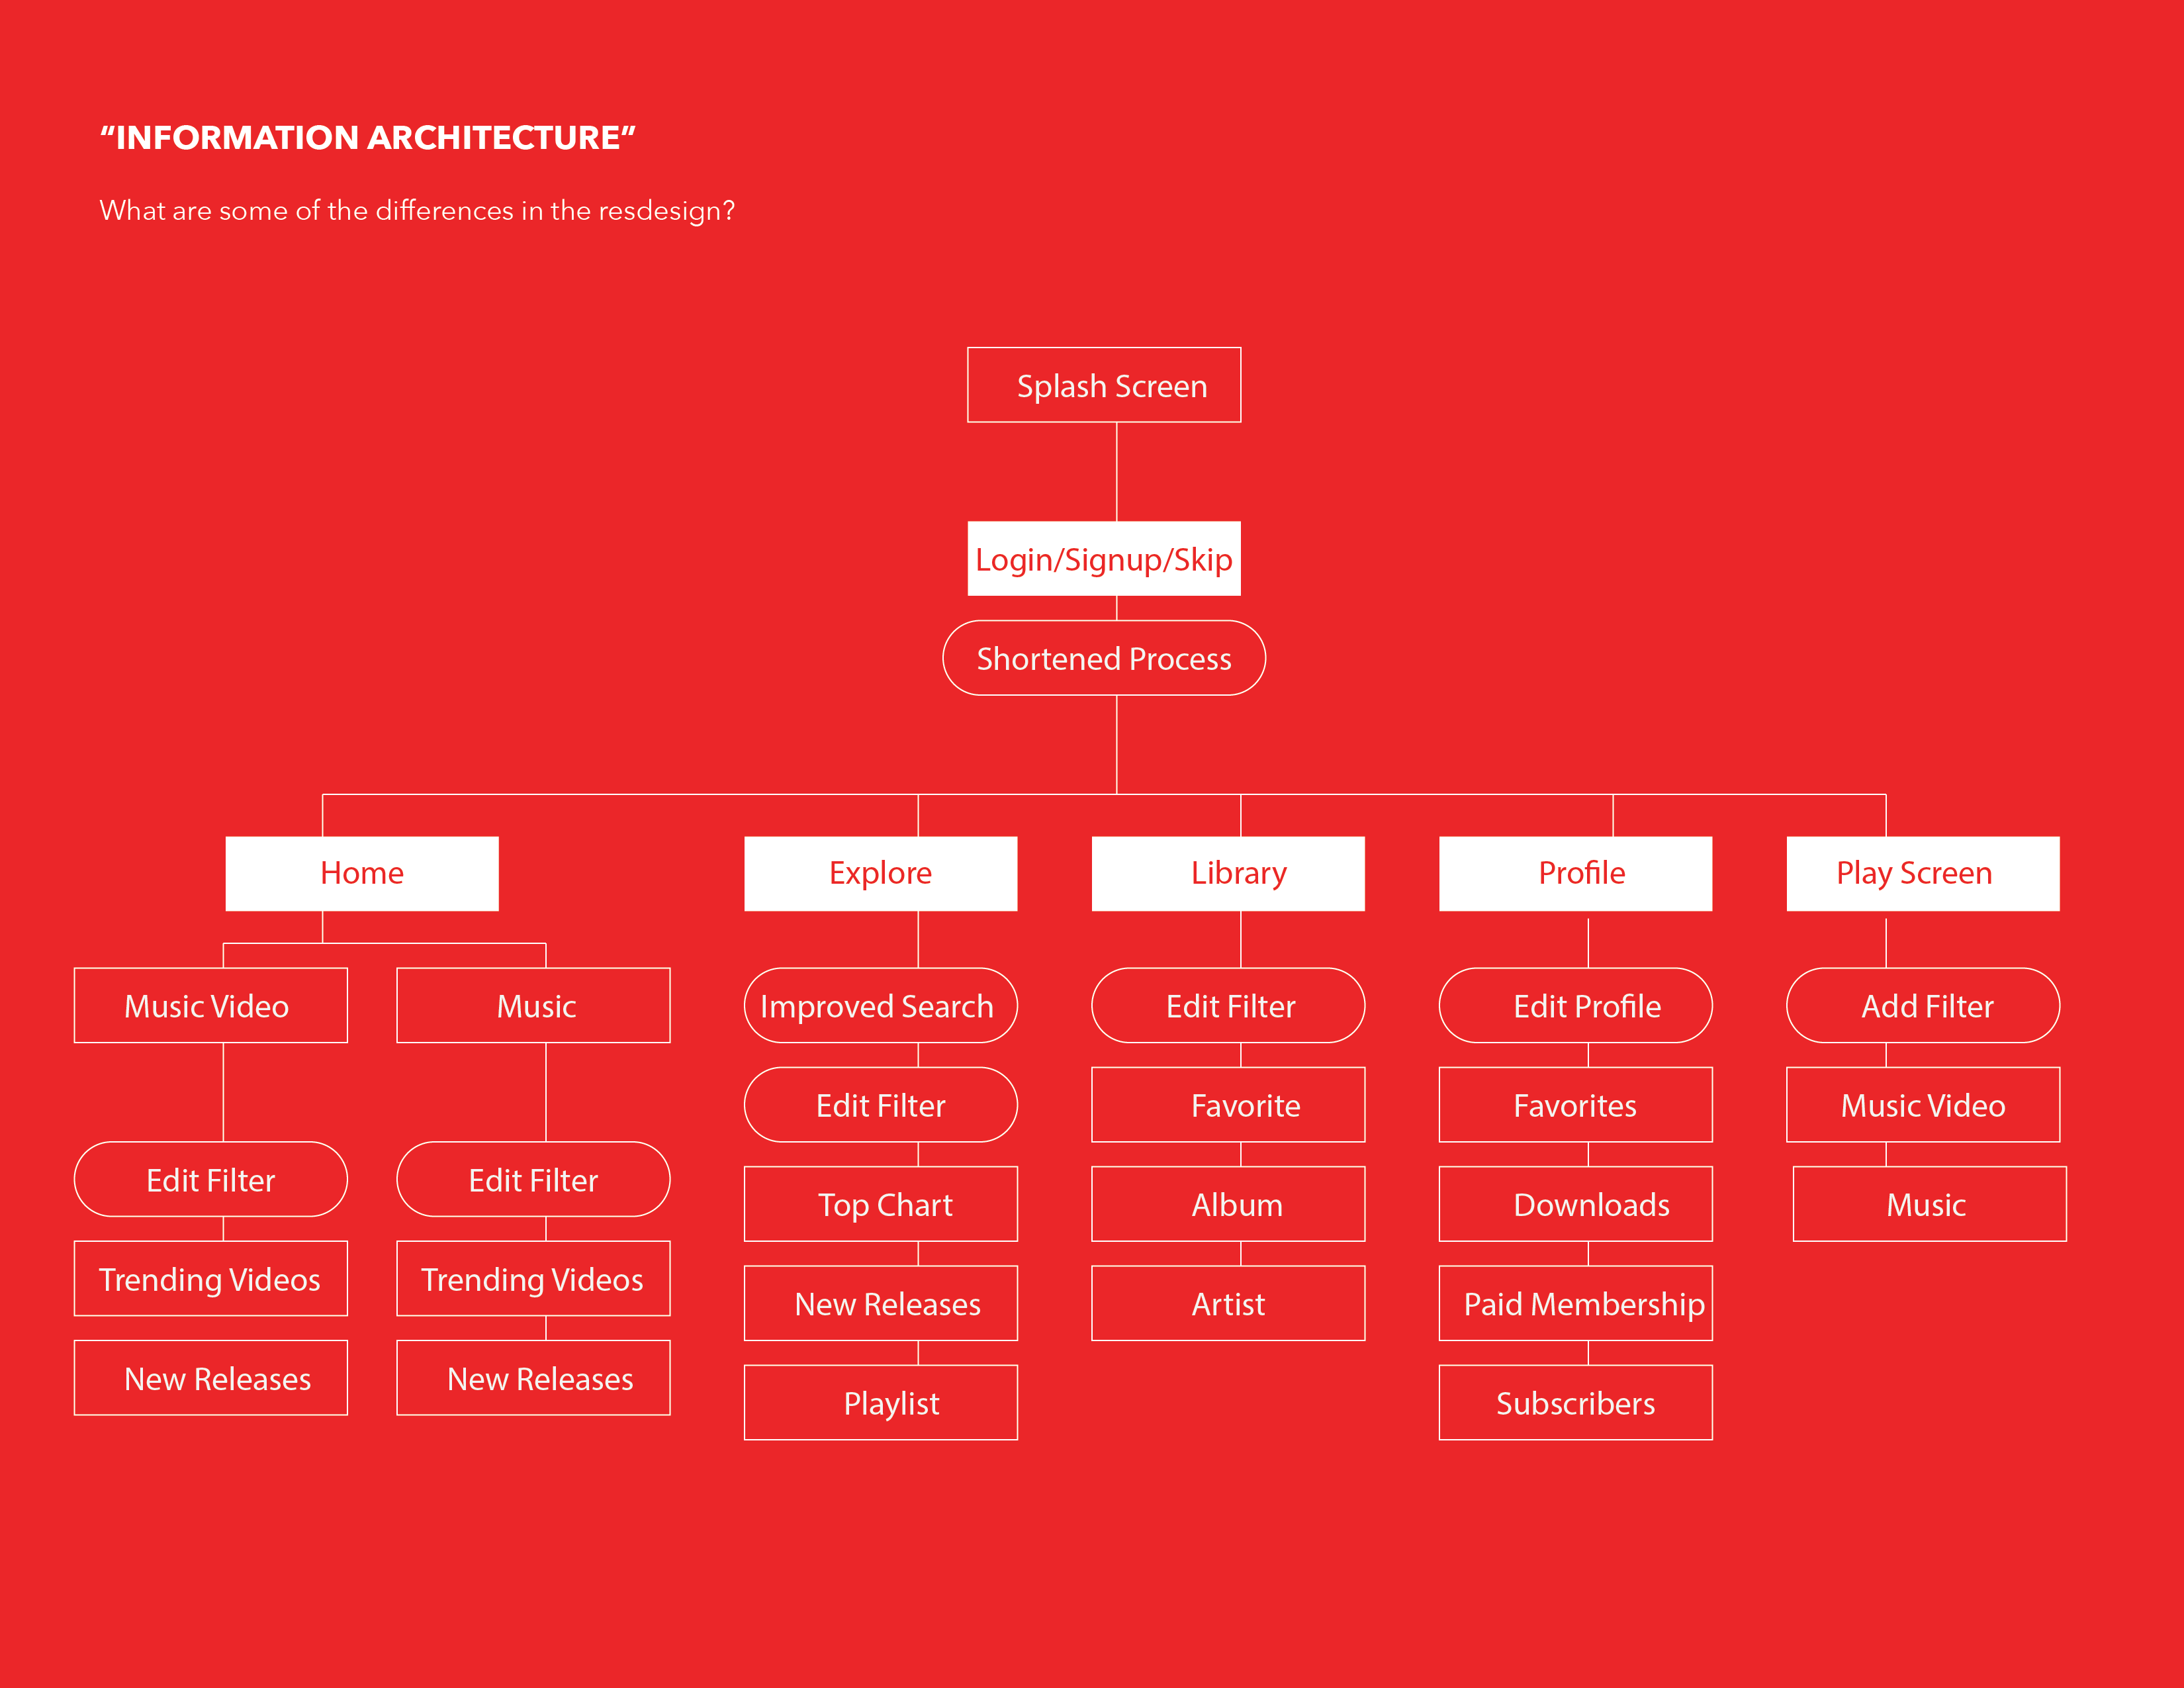 “INFORMATION ARCHITECTURE”
What are some of the differences in the resdesign?
Splash Screen
Login/Signup/Skip
Shortened Process
Home
Explore
Library
Profile
Play Screen
Music Video
Music
Improved Search
Edit Filter
Edit Profile
Add Filter
Edit Filter
Favorite
Favorites
Music Video
Edit Filter
Edit Filter
Top Chart
Album
Downloads
Music
Trending Videos
Trending Videos
New Releases
Artist
Paid Membership
New Releases
New Releases
Playlist
Subscribers